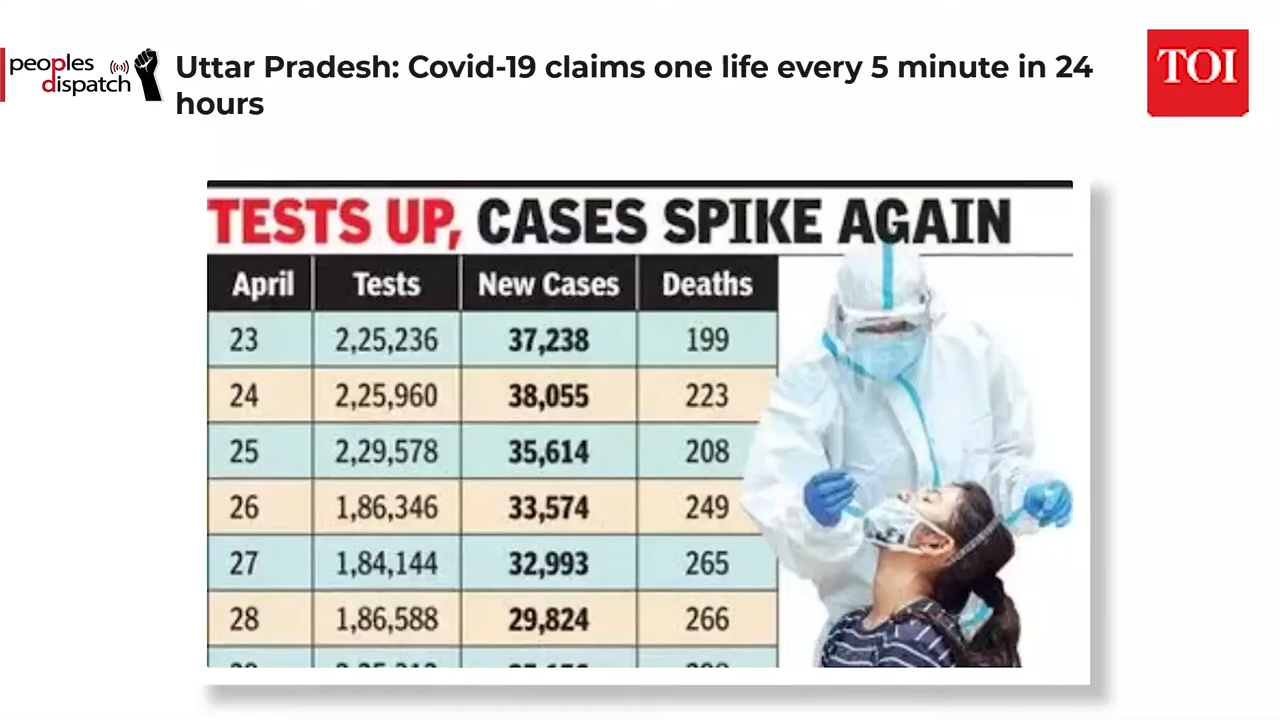 peoples
dispatch
Uttar Pradesh: Covid-19 claims one life every 5 minute in 24
hours
TOI
TESTS UP, CASES SPIKE AGAIN
April Tests New Cases Deaths
23 2,25,236 37,238 199
24 2,25,960 38,055 223
25 2,29,578 35,614 208
26 1,86,346 33,574 249
27 1,84,144 32,993 265
28 1,86,588 29,824 266